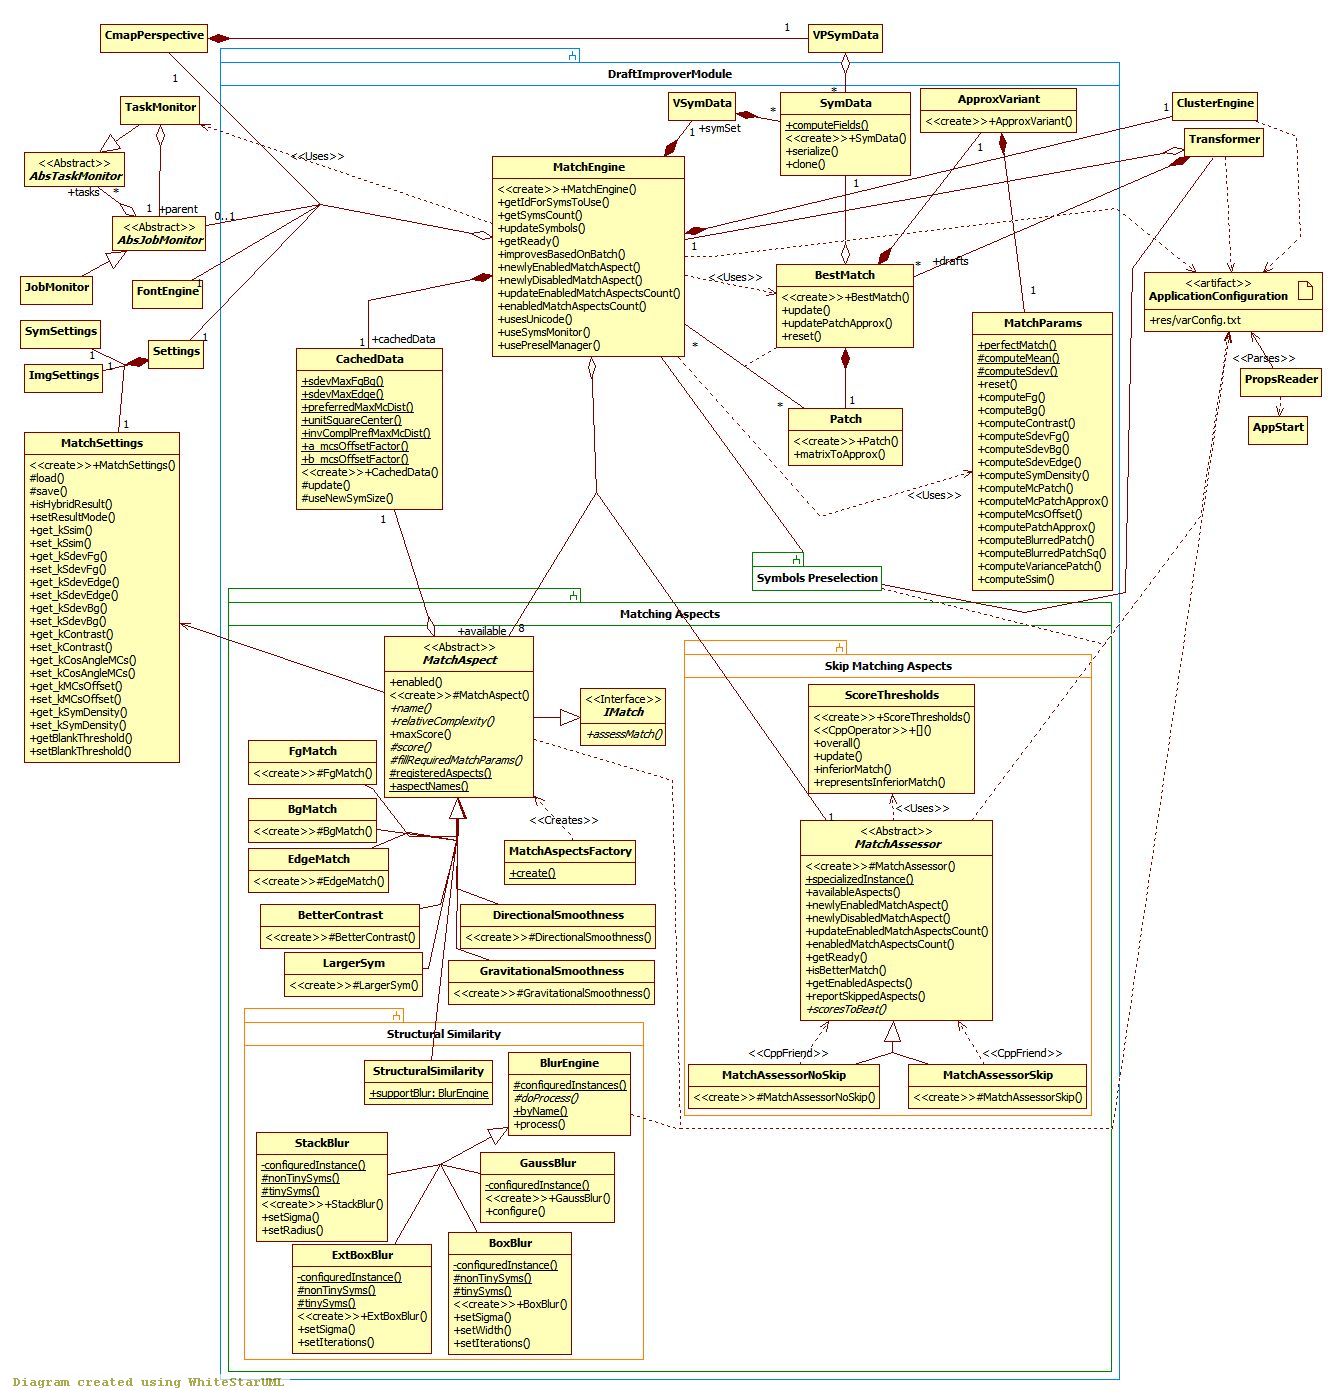 CmapPerspective
1
VPSymData
1
DraftImproverModule
TaskMonitor
<<Uses>>
<<Abstract>>
AbsTaskMonitor
+tasks
*
1
+parent
0..1
<<Abstract>>
AbsJobMonitor
JobMonitor
FontEngine
1
SymSettings
1
ImgSettings
1
Settings
1
1
MatchSettings
<<create>>+MatchSettings()
#load()
#save()
+isHybridResult()
+setResultMode()
+get_kSsim()
+set_kSsim()
+get_kSdevFg()
+set_kSdevFg()
+get_kSdevEdge()
+set_kSdevEdge()
+get_kSdevBg()
+set_kSdevBg()
+get_kContrast()
+set_kContrast()
+get_kCosAngleMCs()
+set_kCosAngleMCs()
+get_kMCsOffset()
+set_kMCsOffset()
+get_kSymDensity()
+set_kSymDensity()
+getBlankThreshold()
+setBlankThreshold()
VSymData
1
+symSet
*
*
SymData
+computeFields()
<<create>>+SymData()
+serialize()
+clone()
1
ApproxVariant
<<create>>+ApproxVariant()
1
1
ClusterEngine
1
Transformer
MatchEngine
<<create>>+MatchEngine()
+getIdForSymsToUse()
+getSymsCount()
+updateSymbols()
+getReady()
+improvesBasedOnBatch()
+newlyEnabledMatchAspect()
+newlyDisabledMatchAspect()
+updateEnabledMatchAspectsCount()
+enabledMatchAspectsCount()
+usesUnicode()
+useSymsMonitor()
+usePreselManager()
1
<<Uses>>
*
*
BestMatch
<<create>>+BestMatch()
+update()
+updatePatchApprox()
+reset()
*
+drafts
1
Patch
<<create>>+Patch()
+matrixToApprox()
<<Uses>>
MatchParams
+perfectMatch()
#computeMean()
#computeSdev()
+reset()
+computeFg()
+computeBg()
+computeContrast()
+computeSdevFg()
+computeSdevBg()
+computeSdevEdge()
+computeSymDensity()
+computeMcPatch()
+computeMcPatchApprox()
+computeMcsOffset()
+computePatchApprox()
+computeBlurredPatch()
+computeBlurredPatchSq()
+computeVariancePatch()
+computeSsim()
<<artifact>>
ApplicationConfiguration
+res/varConfig.txt
<<Parses>>
PropsReader
AppStart
1
+cachedData
CachedData
+sdevMaxFgBg()
+sdevMaxEdge()
+preferredMaxMcDist()
+unitSquareCenter()
+invComplPrefMaxMcDist()
+a_mcsOffsetFactor()
+b_mcsOffsetFactor()
<<create>>+CachedData()
#update()
#useNewSymSize()
1
Symbols Preselection
Matching Aspects
+available
8
<<Abstract>>
MatchAspect
+enabled()
<<create>>#MatchAspect()
+name()
+relativeComplexity()
+maxScore()
#score()
#fillRequiredMatchParams()
#registeredAspects()
+aspectNames()
<<Interface>>
IMatch
+assessMatch()
<<Creates>>
MatchAspectsFactory
+create()
FgMatch
<<create>>#FgMatch()
BgMatch
<<create>>#BgMatch()
EdgeMatch
<<create>>#EdgeMatch()
BetterContrast
<<create>>#BetterContrast()
LargerSym
<<create>>#LargerSym()
DirectionalSmoothness
<<create>>#DirectionalSmoothness()
GravitationalSmoothness
<<create>>#GravitationalSmoothness()
Skip Matching Aspects
ScoreThresholds
<<create>>+ScoreThresholds()
<<CppOperator>>+[]()
+overall()
+update()
+inferiorMatch()
+representsInferiorMatch()
<<Uses>>
1
<<Abstract>>
MatchAssessor
<<create>>#MatchAssessor()
+specializedInstance()
+availableAspects()
+newlyEnabledMatchAspect()
+newlyDisabledMatchAspect()
+updateEnabledMatchAspectsCount()
+enabledMatchAspectsCount()
+getReady()
+isBetterMatch()
+getEnabledAspects()
+reportSkippedAspects()
+scoresToBeat()
<<CppFriend>>
<<CppFriend>>
MatchAssessorNoSkip
<<create>>#MatchAssessorNoSkip()
MatchAssessorSkip
<<create>>#MatchAssessorSkip()
Structural Similarity
StructuralSimilarity
+supportBlur: BlurEngine
BlurEngine
#configuredInstances()
#doProcess()
+byName()
+process()
StackBlur
-configuredInstance()
#nonTinySyms()
#tinySyms()
<<create>>+StackBlur()
+setSigma()
+setRadius()
GaussBlur
-configuredInstance()
<<create>>+GaussBlur()
+configure()
ExtBoxBlur
-configuredInstance()
#nonTinySyms()
#tinySyms()
<<create>>+ExtBoxBlur()
+setSigma()
+setIterations()
BoxBlur
-configuredInstance()
#nonTinySyms()
#tinySyms()
<<create>>+BoxBlur()
+setSigma()
+setWidth()
+setIterations()
Diagram created using WhiteStarUML